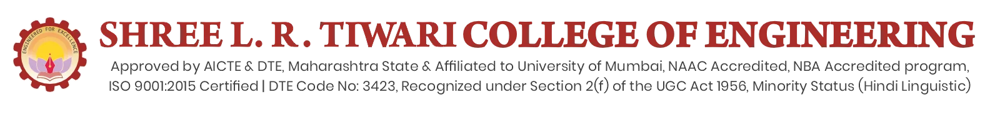 ENGINEERED FOR EXCELLENCE
SHREE L. R. TIWARI COLLEGE OF ENGINEERING
Approved by AICTE & DTE, Maharashtra State & Affiliated to University of Mumbai, NAAC Accredited, NBA Accredited program,
ISO 9001:2015 Certified | DTE Code No: 3423, Recognized under Section 2(f) of the UGC Act 1956, Minority Status (Hindi Linguistic)